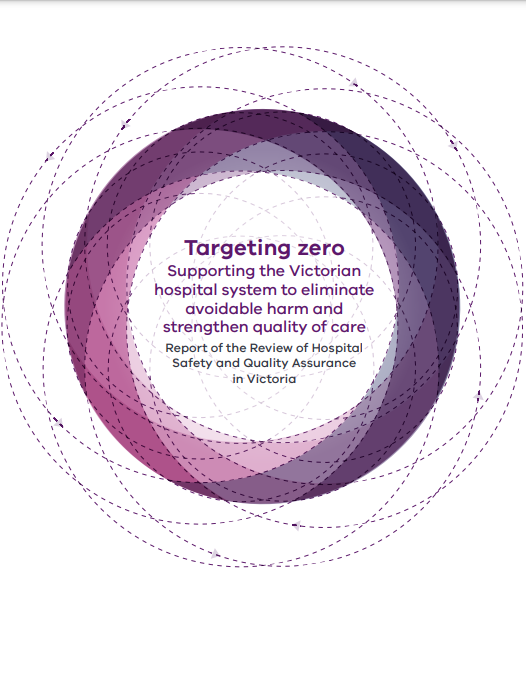 Targeting zero
Supporting the Victorian
hospital system to eliminate
avoidable harm and
strengthen quality of care
Report of the Review of Hospital
Safety and Quality Assurance
in Victoria